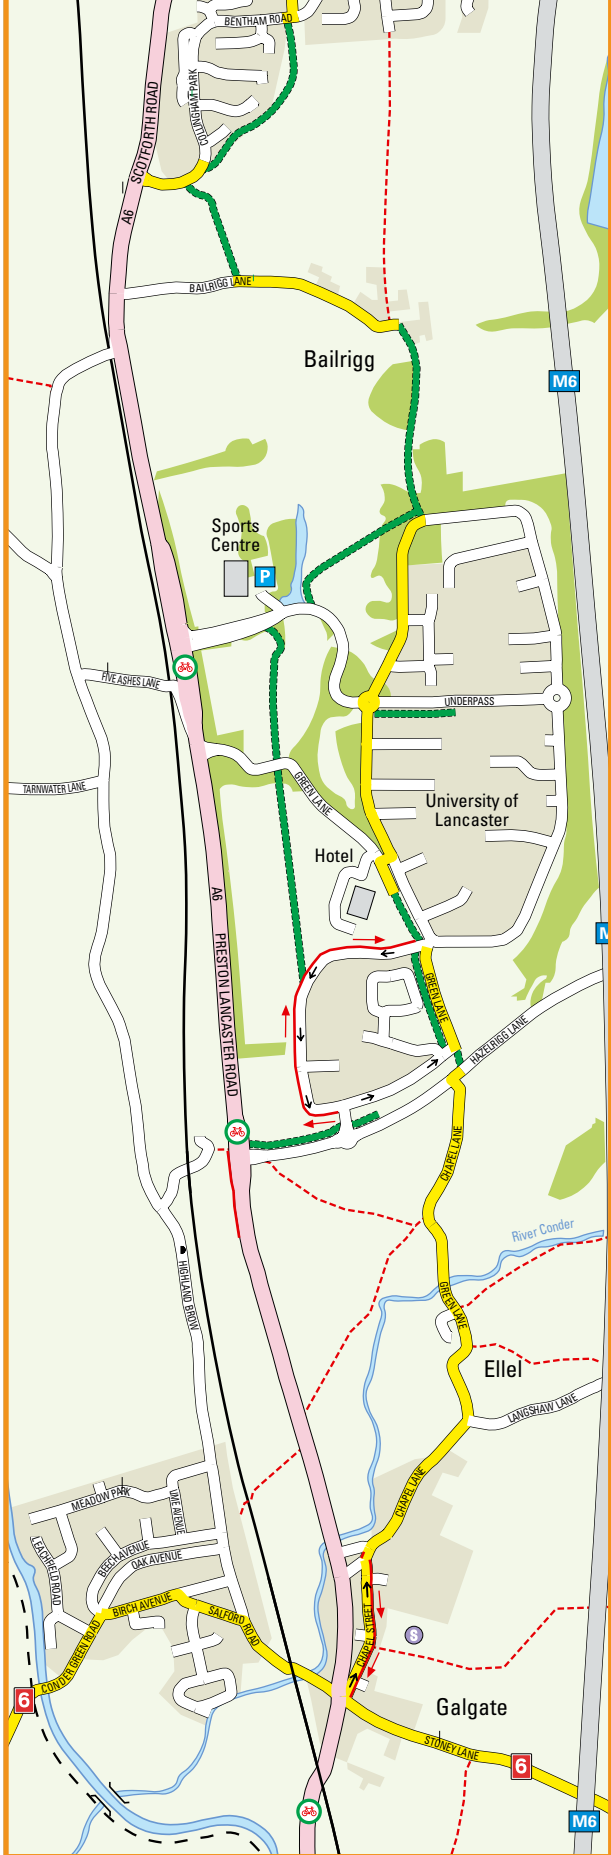 BENTHAM ROAD
COLLINGHAM PARK
SCOTFORTH ROAD
A6
BAILRIGG LANE
Bailrigg
M6
Sports
Centre
P
FIVE ASHES LANE
UNDERPASS
TARNWATER LANE
GREEN LANE
University of
Lancaster
Hotel
A6
M
PRESTON LANCASTER ROAD
GREEN LANE
HAZELRIGG LANE
CHAPEL LANE
River Conder
HIGHLAND BROW
GREEN LANE
Ellel
LANGSHAW LANE
CHAPEL LANE
MEADOW PARK
LIME AVENUE
LEACHFIELD ROAD
BEECH AVENUE
OAK AVENUE
BIRCH AVENUE
SALFORD ROAD
CHAPEL STREET
S
CONDER GREEN ROAD
6
Galgate
STONEY LANE
6
M6